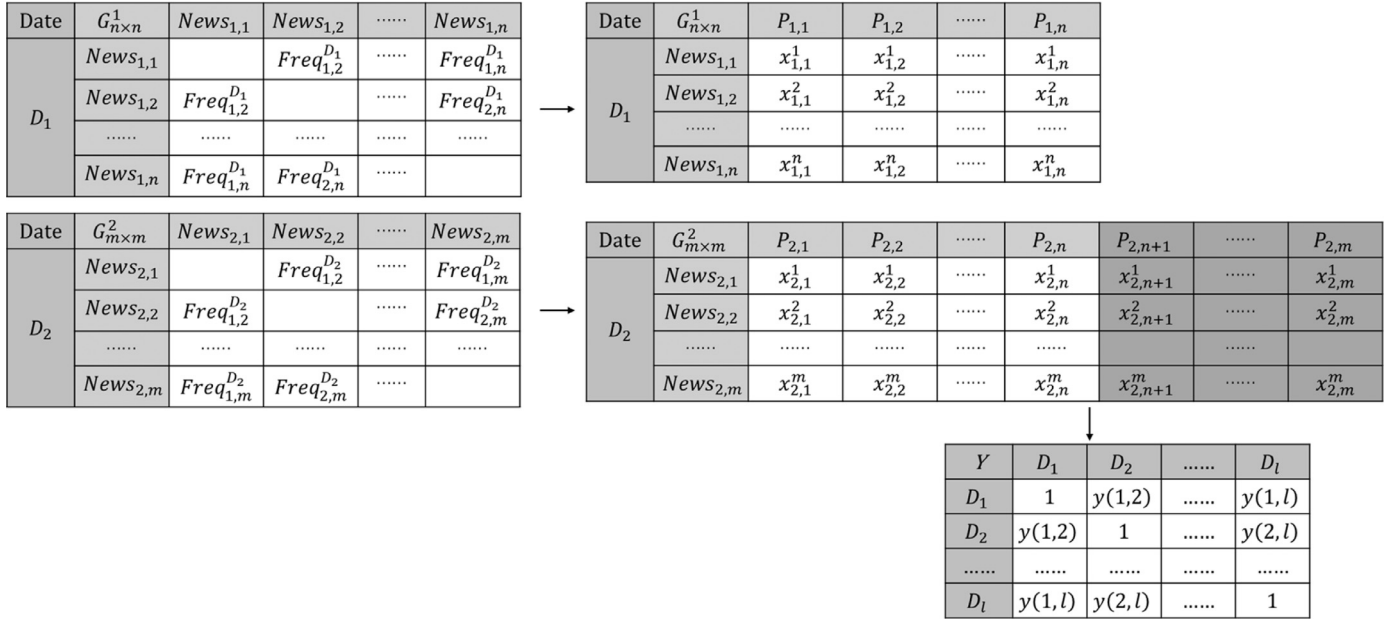 Date G^1_{n×n} News_{1,1} News_{1,2} ...... News_{1,n}
D_1 News_{1,1} Freq^{D_1}_{1,2} ...... Freq^{D_1}_{1,n}
News_{1,2} Freq^{D_1}_{1,2} ...... Freq^{D_1}_{2,n}
...... ...... ...... ...... ......
News_{1,n} Freq^{D_1}_{1,n} Freq^{D_1}_{2,n} ......
Date G^1_{n×n} P_{1,1} P_{1,2} ...... P_{1,n}
D_1 News_{1,1} x^1_{1,1} x^1_{1,2} ...... x^1_{1,n}
News_{1,2} x^2_{1,1} x^2_{1,2} ...... x^2_{1,n}
...... ...... ...... ...... ......
News_{1,n} x^n_{1,1} x^n_{1,2} ...... x^n_{1,n}
Date G^2_{m×m} News_{2,1} News_{2,2} ...... News_{2,m}
D_2 News_{2,1} Freq^{D_2}_{1,2} ...... Freq^{D_2}_{1,m}
News_{2,2} Freq^{D_2}_{1,2} ...... Freq^{D_2}_{2,m}
...... ...... ...... ...... ......
News_{2,m} Freq^{D_2}_{1,m} Freq^{D_2}_{2,m} ......
Date G^2_{m×m} P_{2,1} P_{2,2} ...... P_{2,n} P_{2,n+1} ...... P_{2,m}
D_2 News_{2,1} x^1_{2,1} x^1_{2,2} ...... x^1_{2,n} x^1_{2,n+1} ...... x^1_{2,m}
News_{2,2} x^2_{2,1} x^2_{2,2} ...... x^2_{2,n} x^2_{2,n+1} ...... x^2_{2,m}
...... ...... ...... ...... ...... ......
News_{2,m} x^m_{2,1} x^m_{2,2} ...... x^m_{2,n} x^m_{2,n+1} ...... x^m_{2,m}
Y D_1 D_2 ...... D_l
D_1 1 y(1,2) ...... y(1,l)
D_2 y(1,2) 1 ...... y(2,l)
...... ...... ...... ...... ......
D_l y(1,l) y(2,l) ...... 1